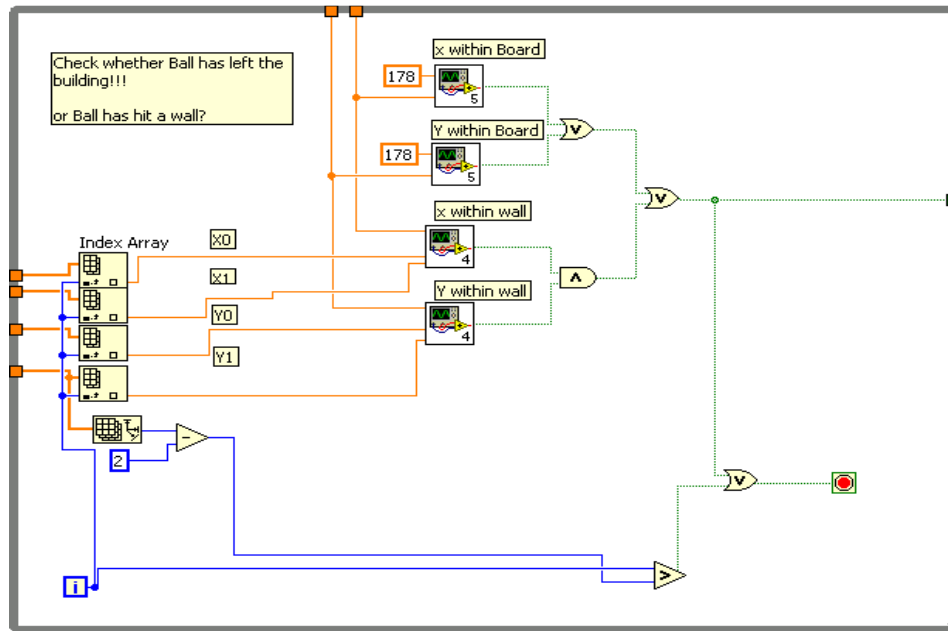 x within Board
Check whether Ball has left the
building!!!
or Ball has hit a wall?
178
5
V
Y within Board
178
5
V
x within wall
Index Array
X0
4
X1
Λ
Y within wall
Y0
4
Y1
2
-
V
i
>